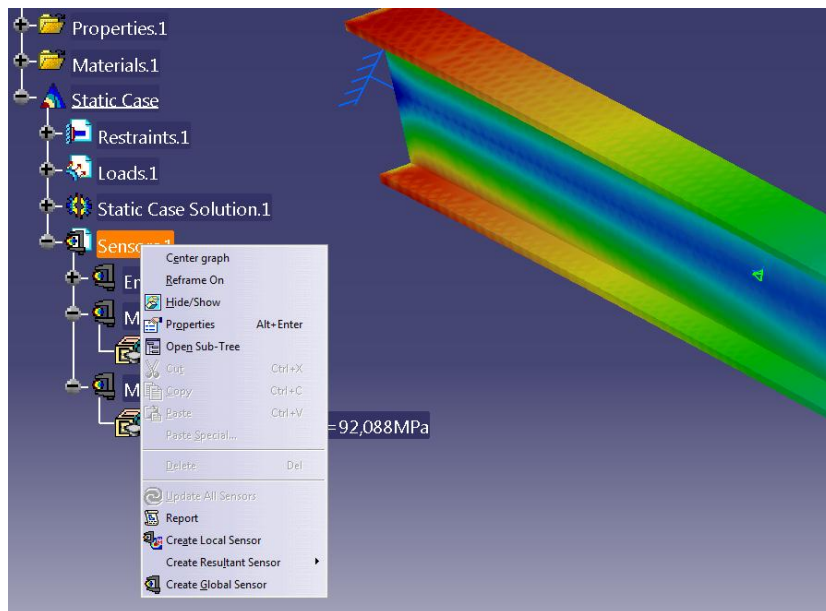 Properties.1
Materials.1
Static Case
Restraints.1
Loads.1
Static Case Solution.1
Sensors.1
Center graph
Reframe On
Hide/Show
Properties Alt+Enter
Open Sub-Tree
Cut Ctrl+X
Copy Ctrl+C
Paste Ctrl+V
Paste Special...
=92,088MPa
Delete Del
Update All Sensors
Report
Create Local Sensor
Create Resultant Sensor
Create Global Sensor